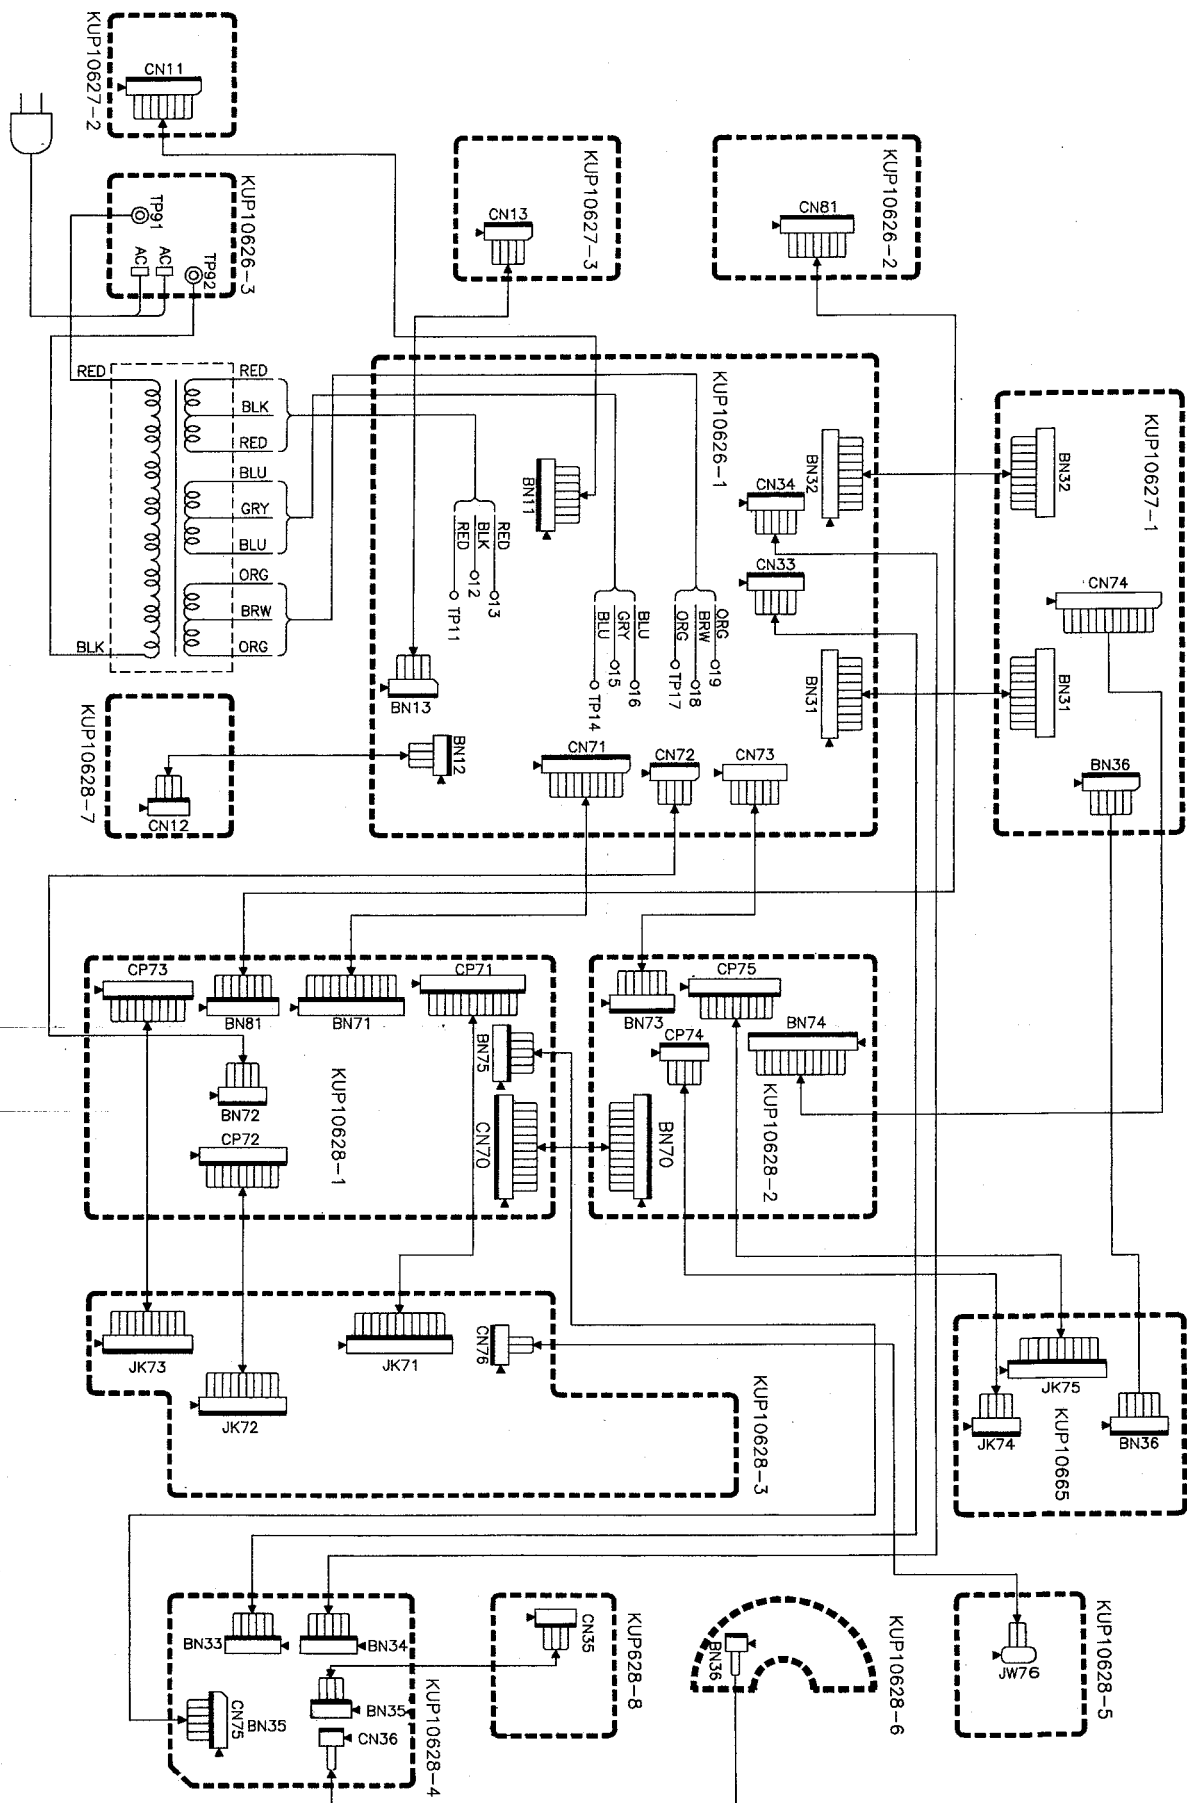 KUP10627-2
CN11
KUP10626-3
TP91
AC
AC
TP92
KUP10627-3
CN13
KUP10626-2
CN81
KUP10627-1
BN32
CN74
BN31
BN36
KUP10626-1
BN32
CN34
CN33
BN31
BN11
RED
BLK
RED
13
12
TP11
BLU
GRY
BLU
16
15
TP14
ORG
BRW
ORG
19
18
TP17
BN13
BN12
CN71
CN72
CN73
RED
BLK
RED
BLK
RED
BLU
GRY
BLU
ORG
BRW
ORG
KUP10628-7
CN12
CP73
BN81
BN71
CP71
BN75
BN72
CP72
CN70
KUP10628-1
BN73
CP75
BN74
CP74
BN70
KUP10628-2
JK73
JK72
JK71
CN76
KUP10628-3
JK75
JK74
BN36
KUP10665
BN33
BN34
BN35
CN36
CN75
BN35
KUP10628-4
CN35
KUP628-8
BN36
KUP10628-6
JW76
KUP10628-5